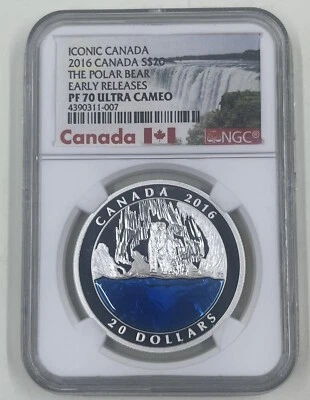 ICONIC CANADA
2016 CANADA S$20
THE POLAR BEAR
EARLY RELEASES
PF 70 ULTRA CAMEO
4390311-007
Canada NGC®
CANADA 2016
20 DOLLARS